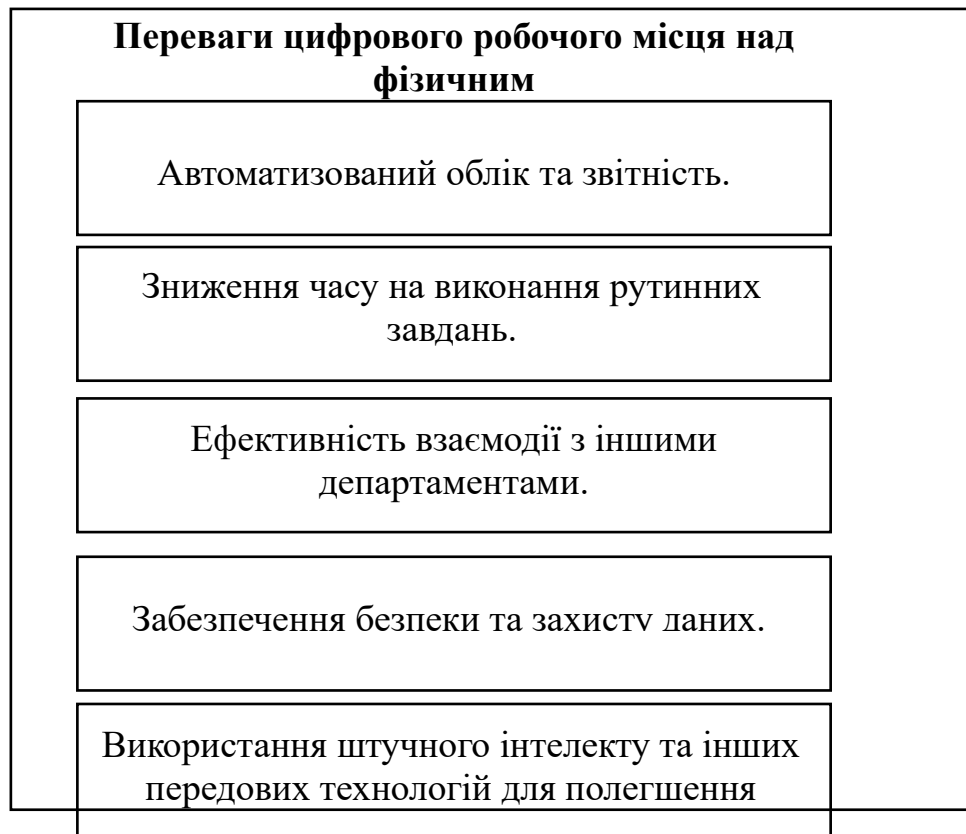 Переваги цифрового робочого місця над
фізичним
Автоматизований облік та звітність.
Зниження часу на виконання рутинних
завдань.
Ефективність взаємодії з іншими
департаментами.
Забезпечення безпеки та захисту даних.
Використання штучного інтелекту та інших
передових технологій для полегшення